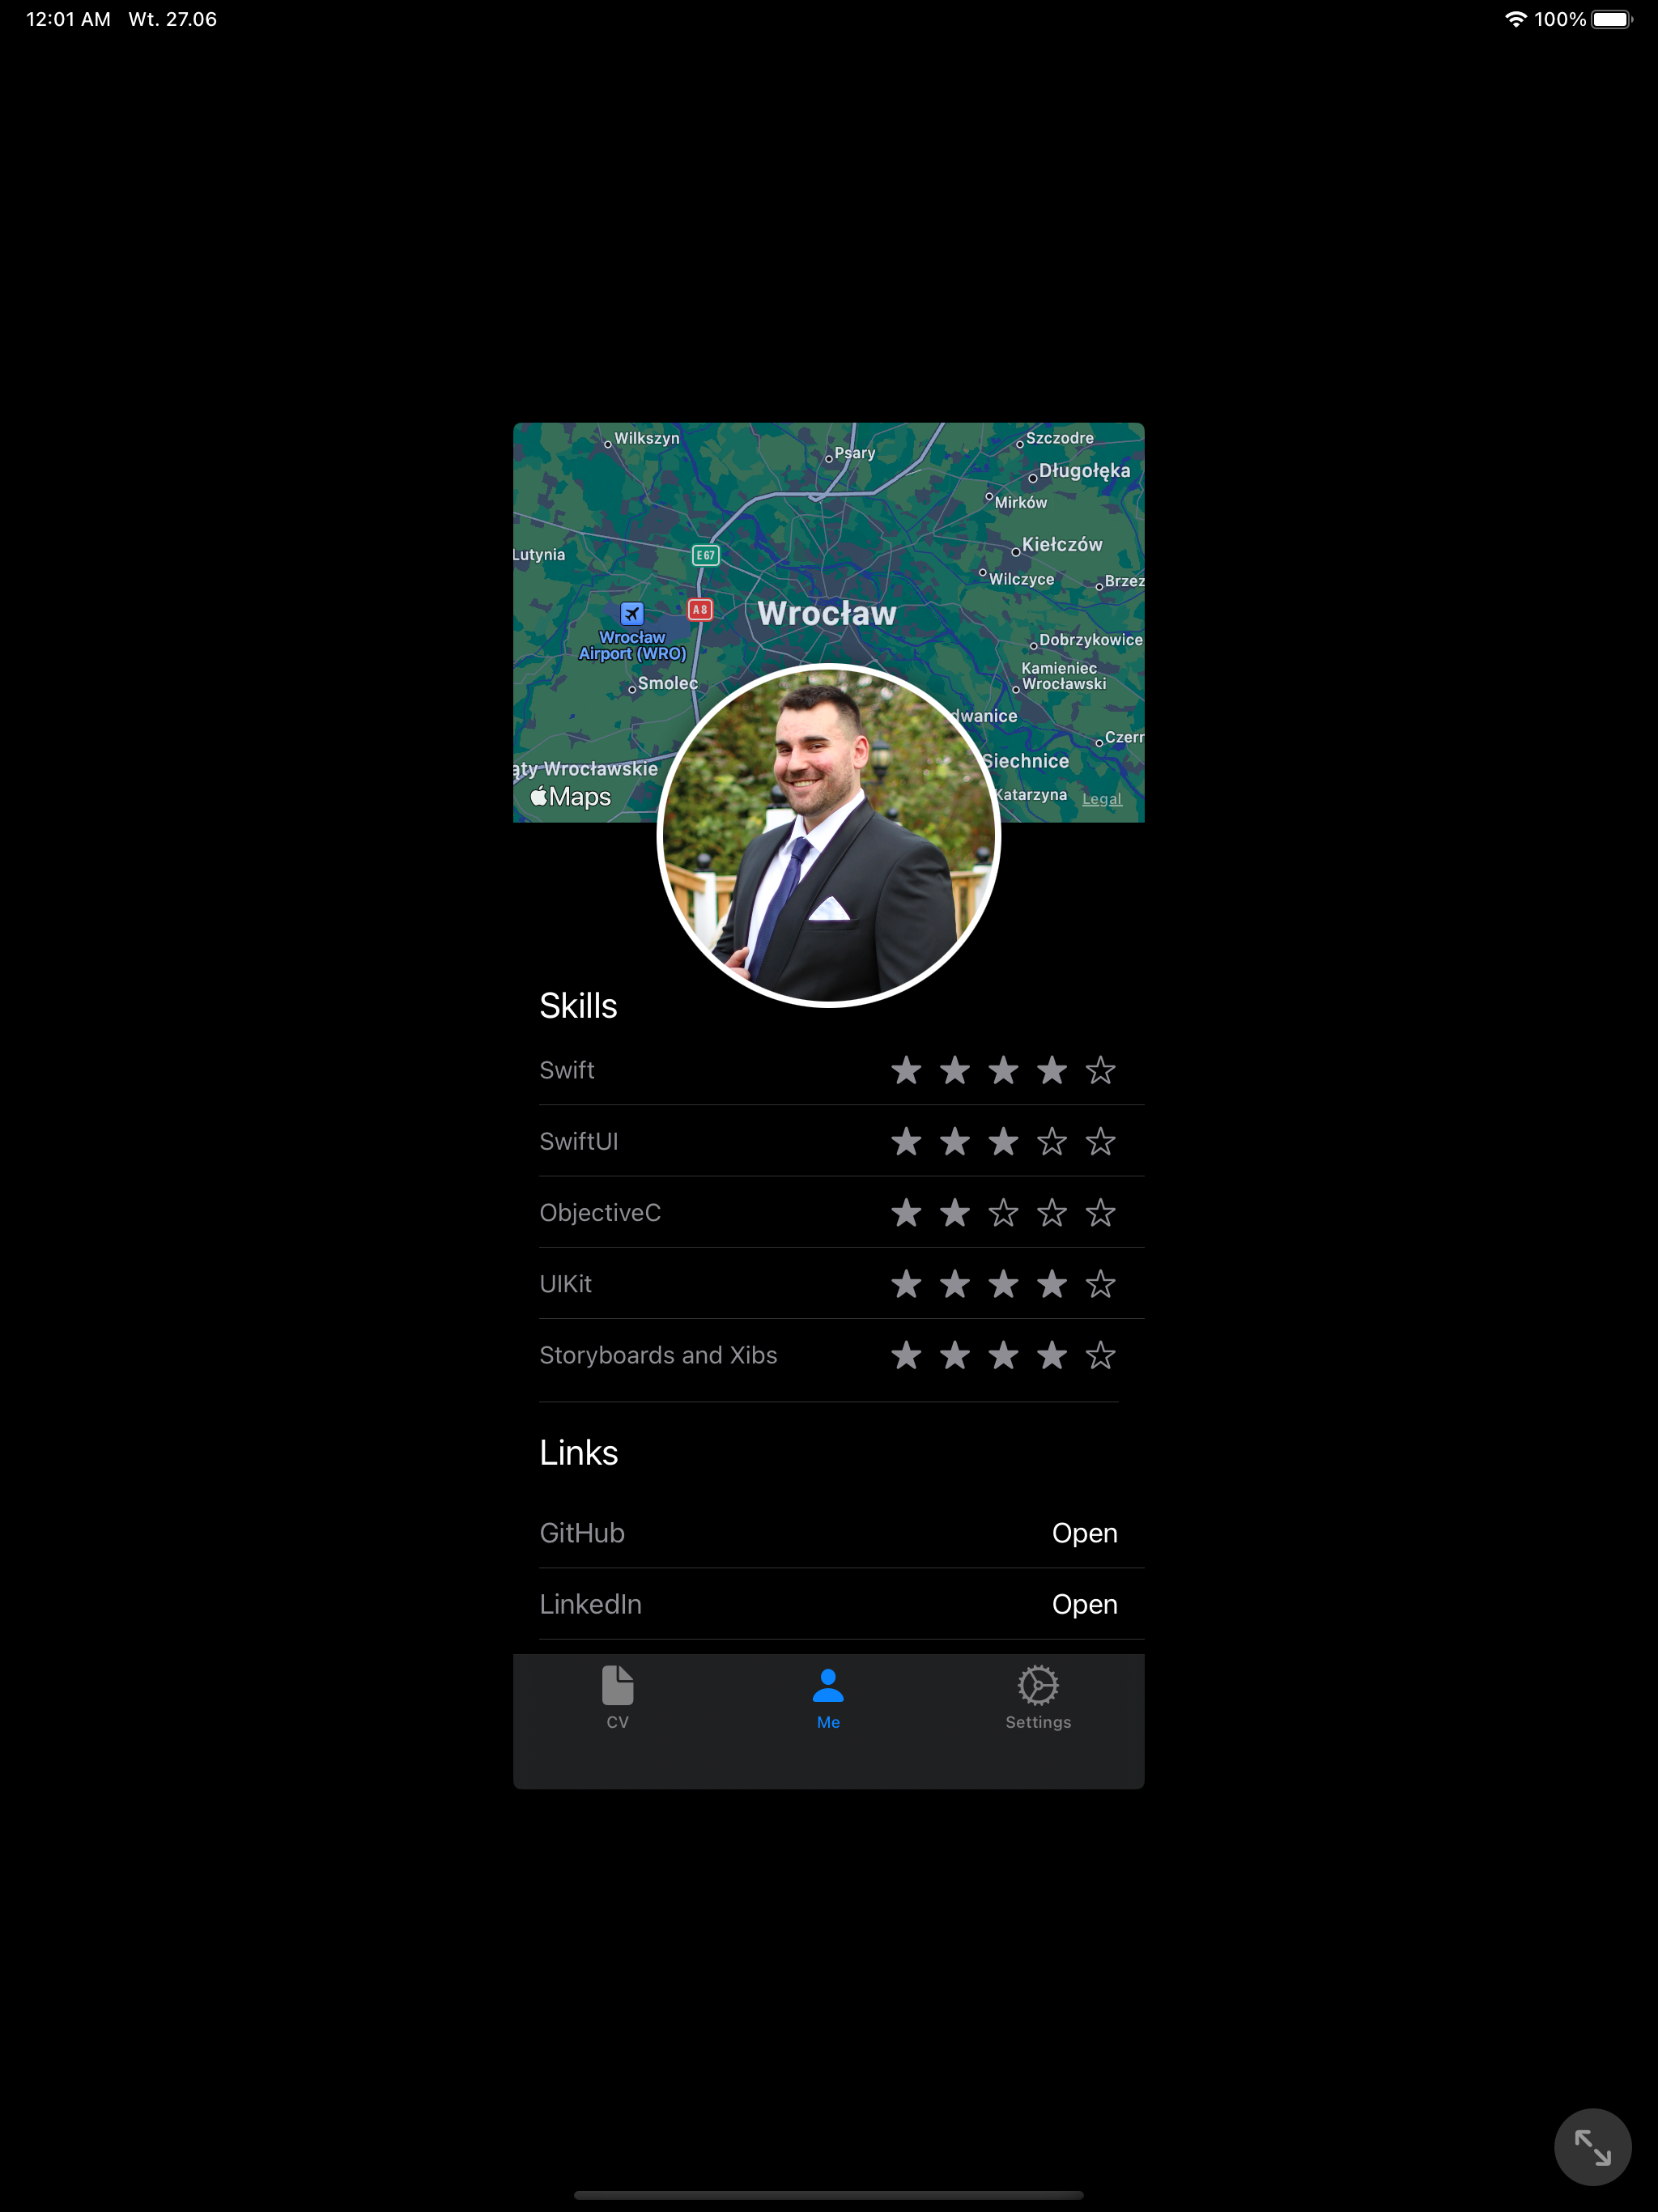 12:01 AM Wt. 27.06
100%
Wilkszyn
Szczodre
Psary
Długołęka
Mirków
Kiełczów
E67
Lutynia
Wilczyce
Brzez
A8
Wrocław
Wrocław
Airport (WRO)
Dobrzykowice
Kamieniec
Wrocławski
Smolec
dwanice
Czerr
Siechnice
ąty Wrocławskie
Maps
Katarzyna
Legal
Skills
Swift
SwiftUI
ObjectiveC
UIKit
Storyboards and Xibs
Links
GitHub Open
LinkedIn Open
CV Me Settings